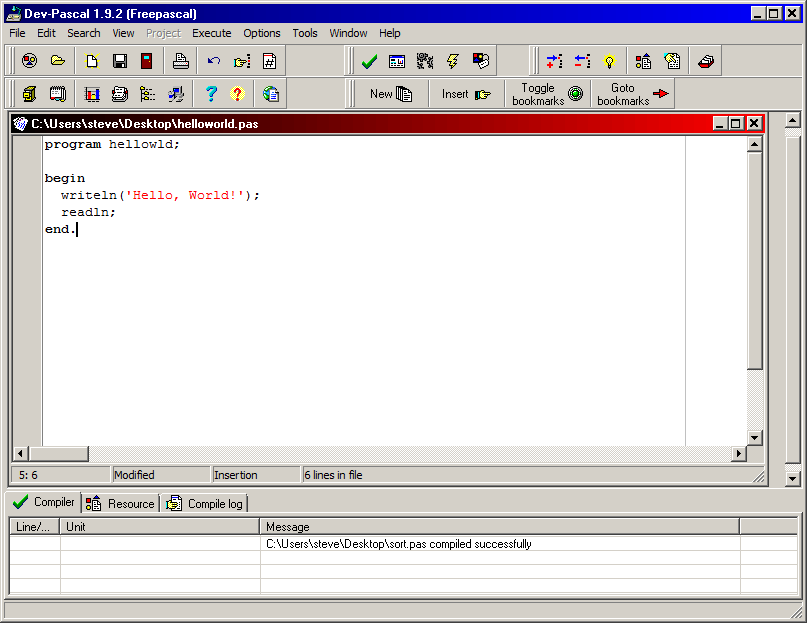 Dev-Pascal 1.9.2 (Freepascal)
File Edit Search View Project Execute Options Tools Window Help
New Insert Toggle bookmarks Goto bookmarks
C:\Users\steve\Desktop\helloworld.pas
program hellowld;
begin
writeln('Hello, World!');
readln;
end.
5: 6 Modified Insertion 6 lines in file
Compiler Resource Compile log
Line/... Unit Message
C:\Users\steve\Desktop\sort.pas compiled successfully